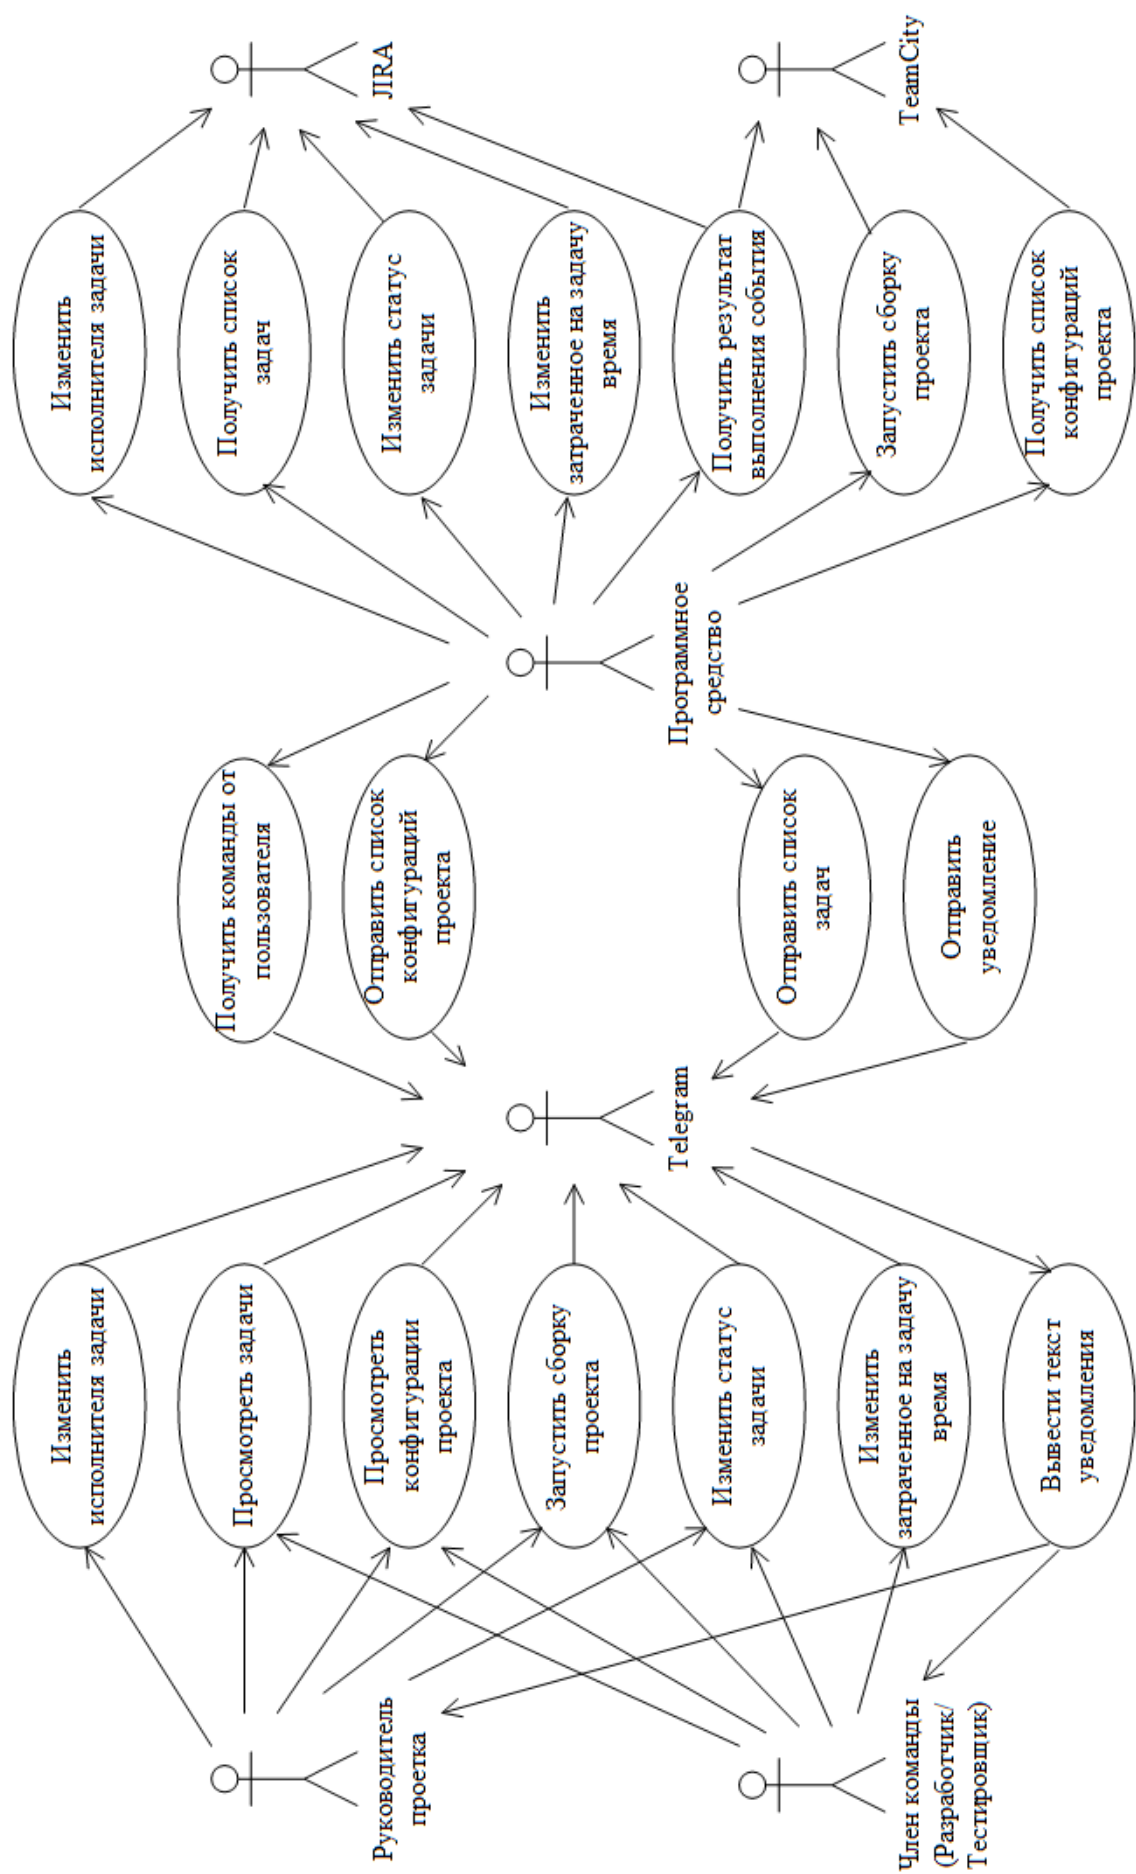 Руководитель
проетка
Член команды
(Разработчик/
Тестировщик)
Изменить
исполнителя задачи
Просмотреть задачи
Просмотреть
конфигурации
проекта
Запустить сборку
проекта
Изменить статус
задачи
Изменить
затраченное на задачу
время
Вывести текст
уведомления
Telegram
Получить команды от
пользователя
Отправить список
конфигураций
проекта
Отправить список
задач
Отправить
уведомление
Программное
средство
Изменить
исполнителя задачи
Получить список
задач
Изменить статус
задачи
Изменить
затраченное на задачу
время
Получить результат
выполнения события
Запустить сборку
проекта
Получить список
конфигураций
проекта
JIRA
TeamCity